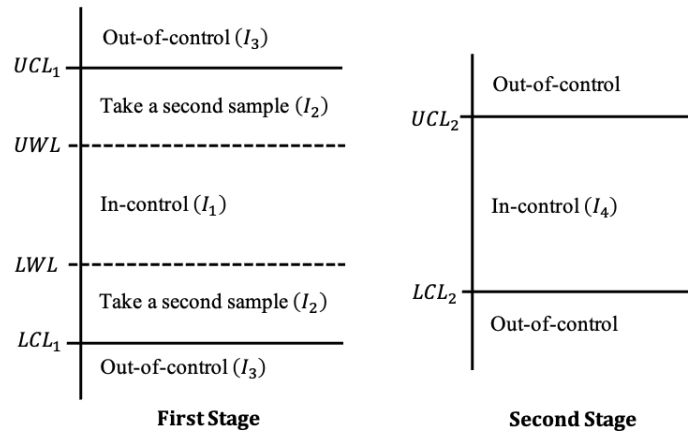 Out-of-control (I₃)
UCL₁
Take a second sample (I₂)
UWL
In-control (I₁)
LWL
Take a second sample (I₂)
LCL₁
Out-of-control (I₃)
First Stage
Out-of-control
UCL₂
In-control (I₄)
LCL₂
Out-of-control
Second Stage